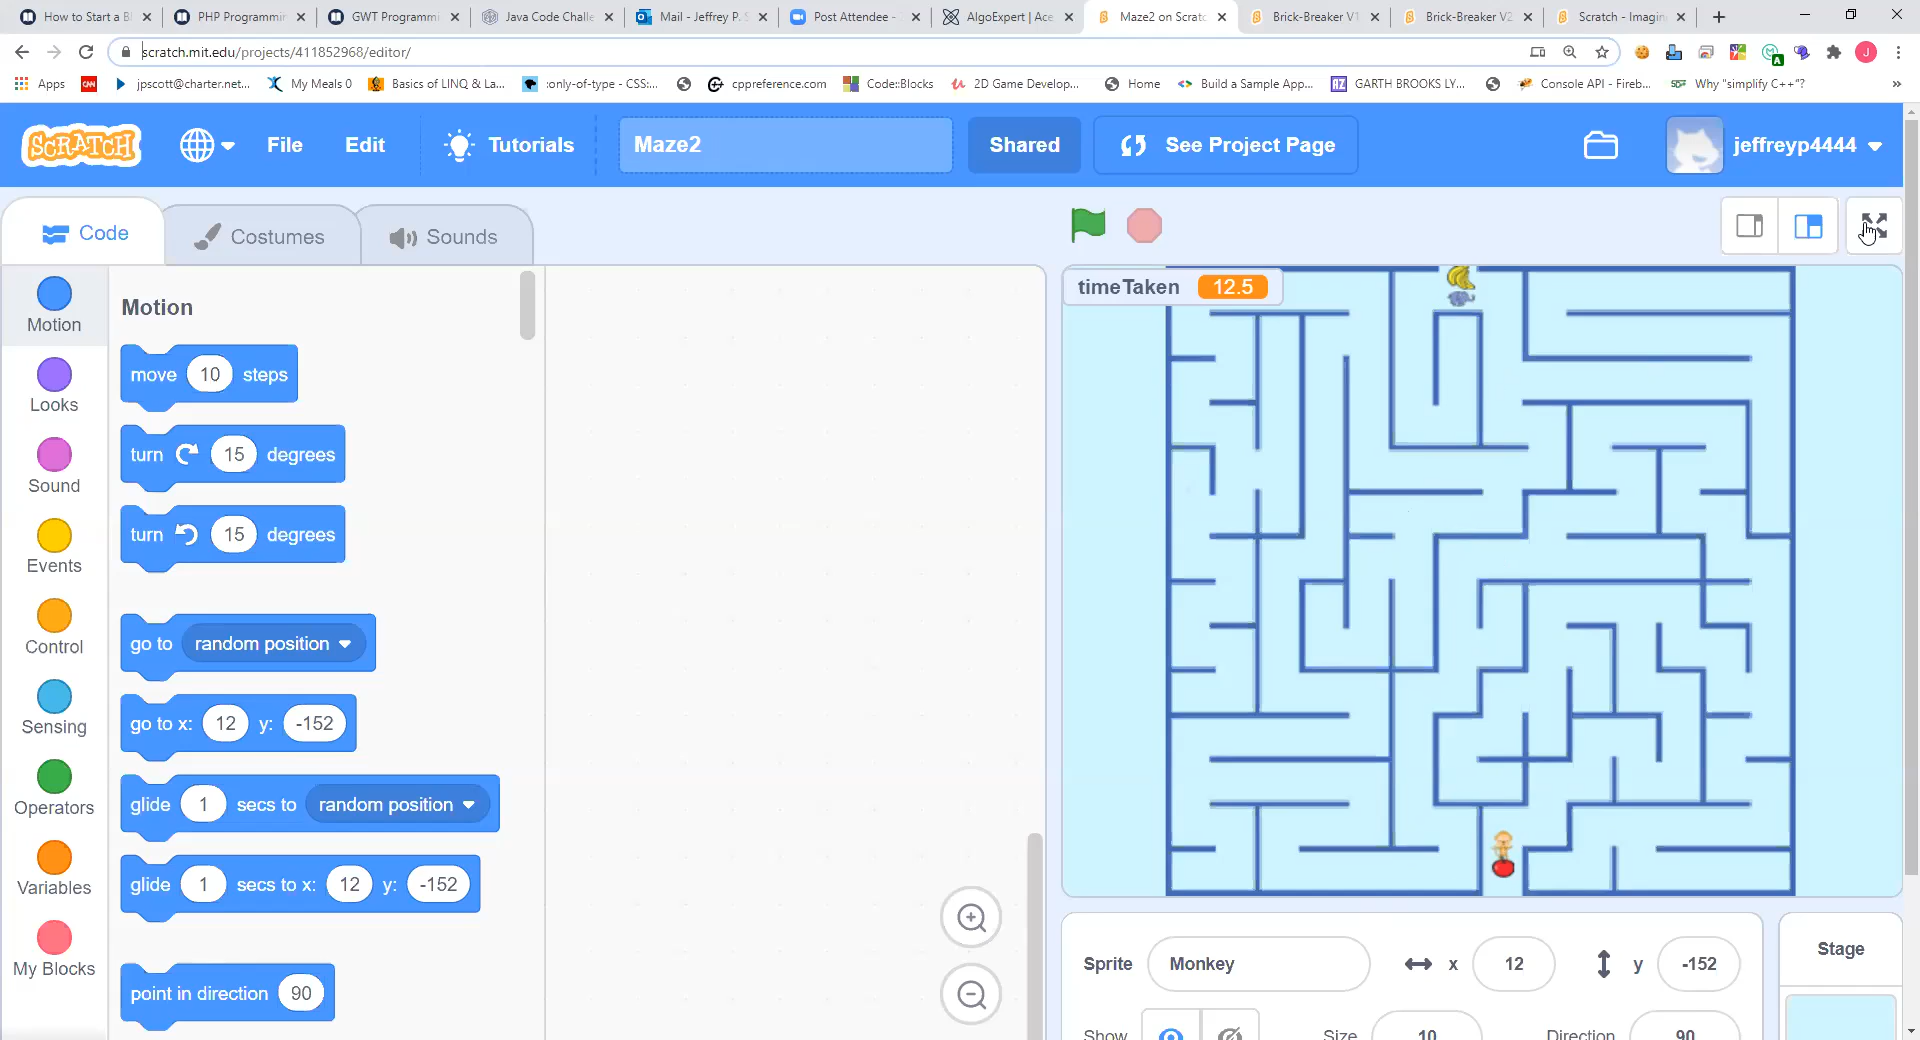 How to Start a Bl
PHP Programmin
GWT Programmi
Java Code Challe
Mail - Jeffrey P. S
Post Attendee -
AlgoExpert | Ace
Maze2 on Scratc
Brick-Breaker V1
Brick-Breaker V2
Scratch - Imagin
scratch.mit.edu/projects/411852968/editor/
Apps
CNN
jpscott@charter.net...
My Meals 0
Basics of LINQ & La...
:only-of-type - CSS:...
cppreference.com
Code::Blocks
2D Game Develop...
Home
Build a Sample App...
GARTH BROOKS LY...
Console API - Fireb...
Why "simplify C++"?
SCRATCH
File
Edit
Tutorials
Maze2
Shared
See Project Page
jeffreyp4444
Code
Costumes
Sounds
timeTaken 12.5
Motion
Looks
Sound
Events
Control
Sensing
Operators
Variables
My Blocks
Motion
move 10 steps
turn 15 degrees
turn 15 degrees
go to random position
go to x: 12 y: -152
glide 1 secs to random position
glide 1 secs to x: 12 y: -152
point in direction 90
Sprite Monkey x 12 y -152
Show Size 10 Direction 90
Stage